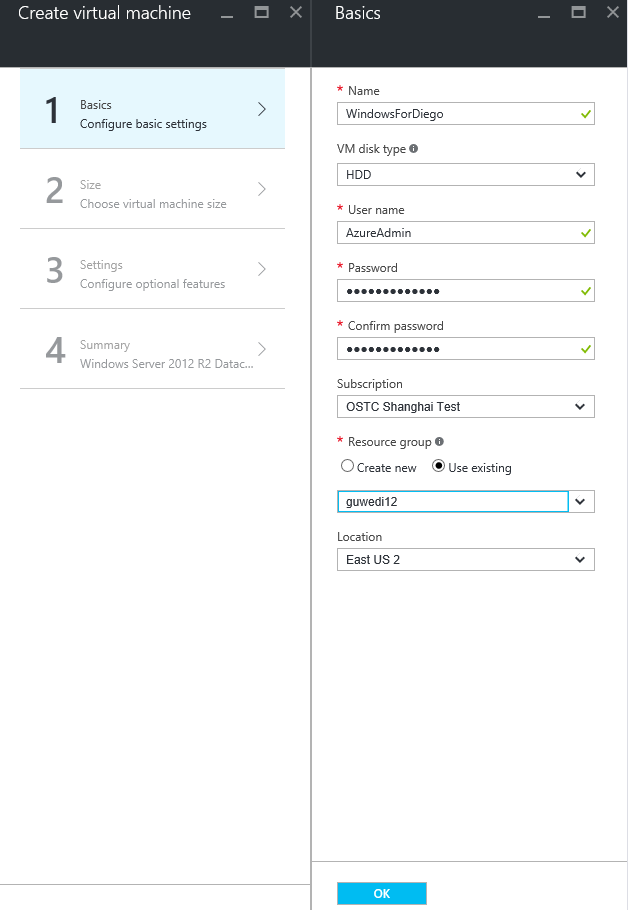 Create virtual machine
1
Basics
Configure basic settings
2
Size
Choose virtual machine size
3
Settings
Configure optional features
4
Summary
Windows Server 2012 R2 Datac...
Basics
* Name
WindowsForDiego
VM disk type
HDD
* User name
AzureAdmin
* Password
•••••••••••••
* Confirm password
•••••••••••••
Subscription
OSTC Shanghai Test
* Resource group
Create new Use existing
guwedi12
Location
East US 2
OK